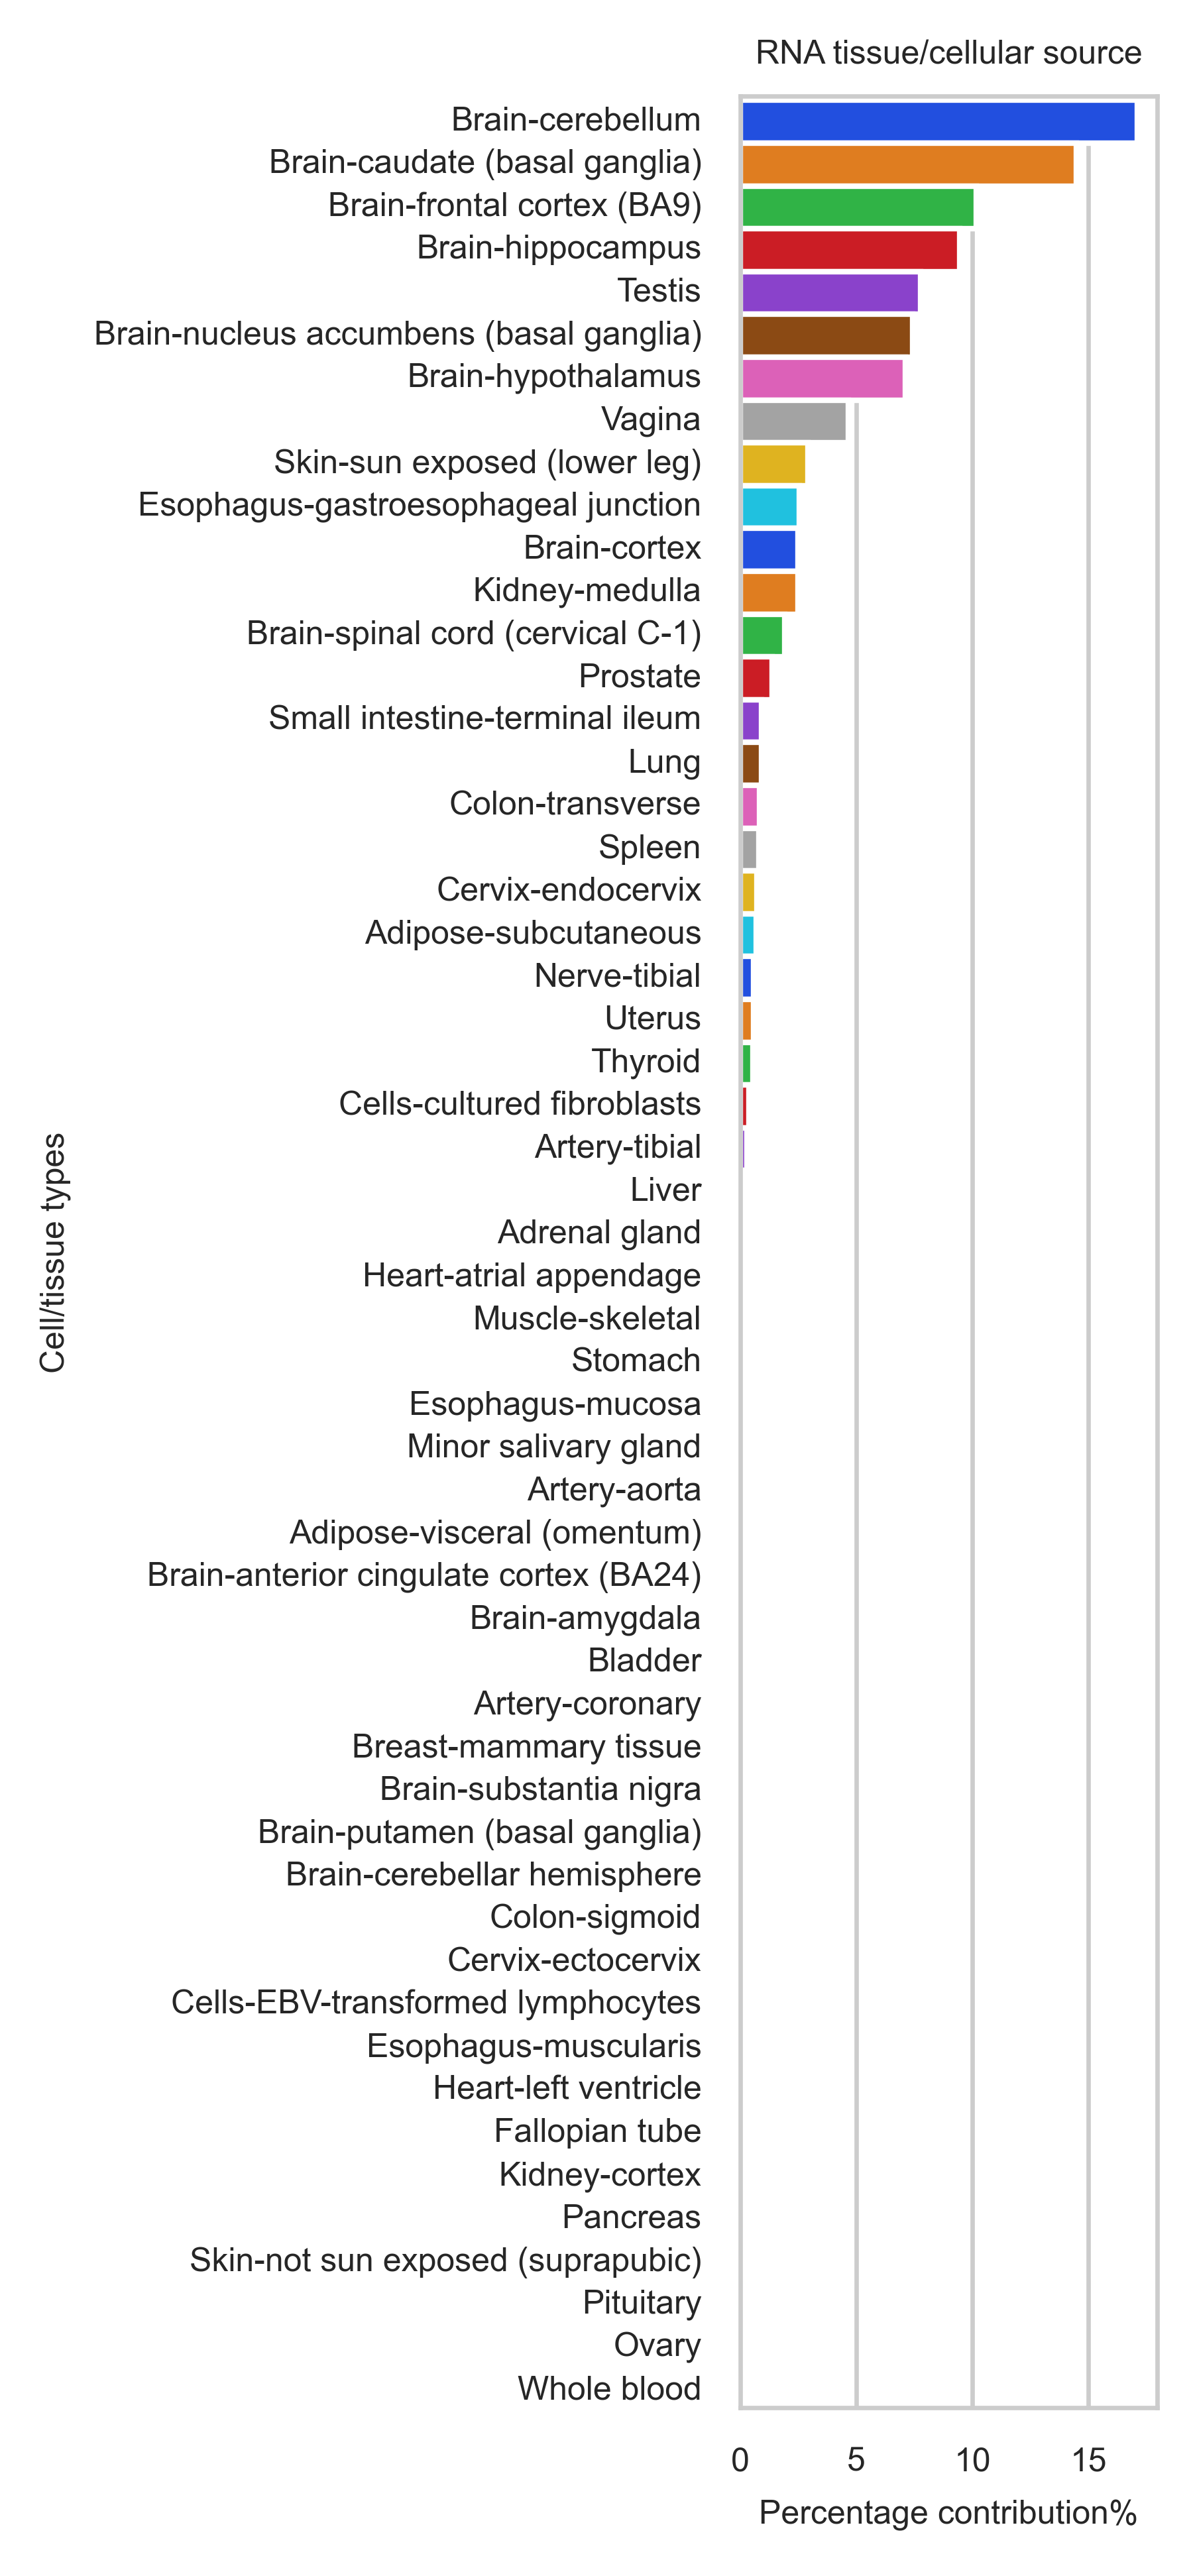 RNA tissue/cellular source
Brain-cerebellum
Brain-caudate (basal ganglia)
Brain-frontal cortex (BA9)
Brain-hippocampus
Testis
Brain-nucleus accumbens (basal ganglia)
Brain-hypothalamus
Vagina
Skin-sun exposed (lower leg)
Esophagus-gastroesophageal junction
Brain-cortex
Kidney-medulla
Brain-spinal cord (cervical C-1)
Prostate
Small intestine-terminal ileum
Lung
Colon-transverse
Spleen
Cervix-endocervix
Adipose-subcutaneous
Nerve-tibial
Uterus
Thyroid
Cells-cultured fibroblasts
Artery-tibial
Liver
Adrenal gland
Heart-atrial appendage
Muscle-skeletal
Stomach
Esophagus-mucosa
Minor salivary gland
Artery-aorta
Adipose-visceral (omentum)
Brain-anterior cingulate cortex (BA24)
Brain-amygdala
Bladder
Artery-coronary
Breast-mammary tissue
Brain-substantia nigra
Brain-putamen (basal ganglia)
Brain-cerebellar hemisphere
Colon-sigmoid
Cervix-ectocervix
Cells-EBV-transformed lymphocytes
Esophagus-muscularis
Heart-left ventricle
Fallopian tube
Kidney-cortex
Pancreas
Skin-not sun exposed (suprapubic)
Pituitary
Ovary
Whole blood
Cell/tissue types
0 5 10 15
Percentage contribution%